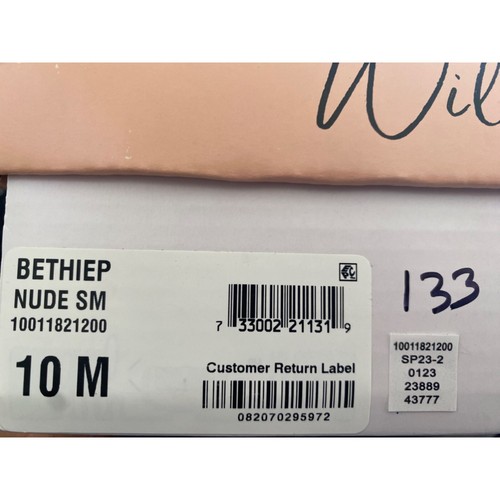 Wil
BETHIEP
NUDE SM
10011821200
10 M
7 33002 21131 9
Customer Return Label
082070295972
133
10011821200
SP23-2
0123
23889
43777